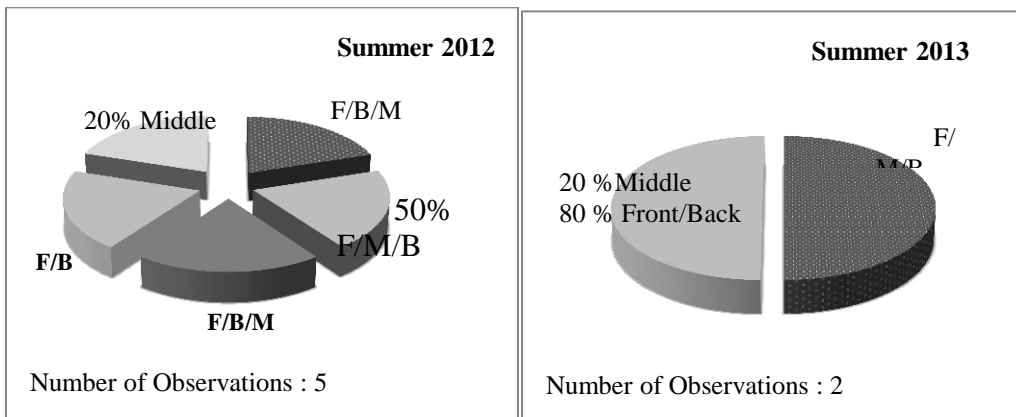 Summer 2012
F/B/M
20% Middle
50%
F/M/B
F/B
F/B/M
Number of Observations : 5
Summer 2013
F/
M/B
20 %Middle
80 % Front/Back
Number of Observations : 2